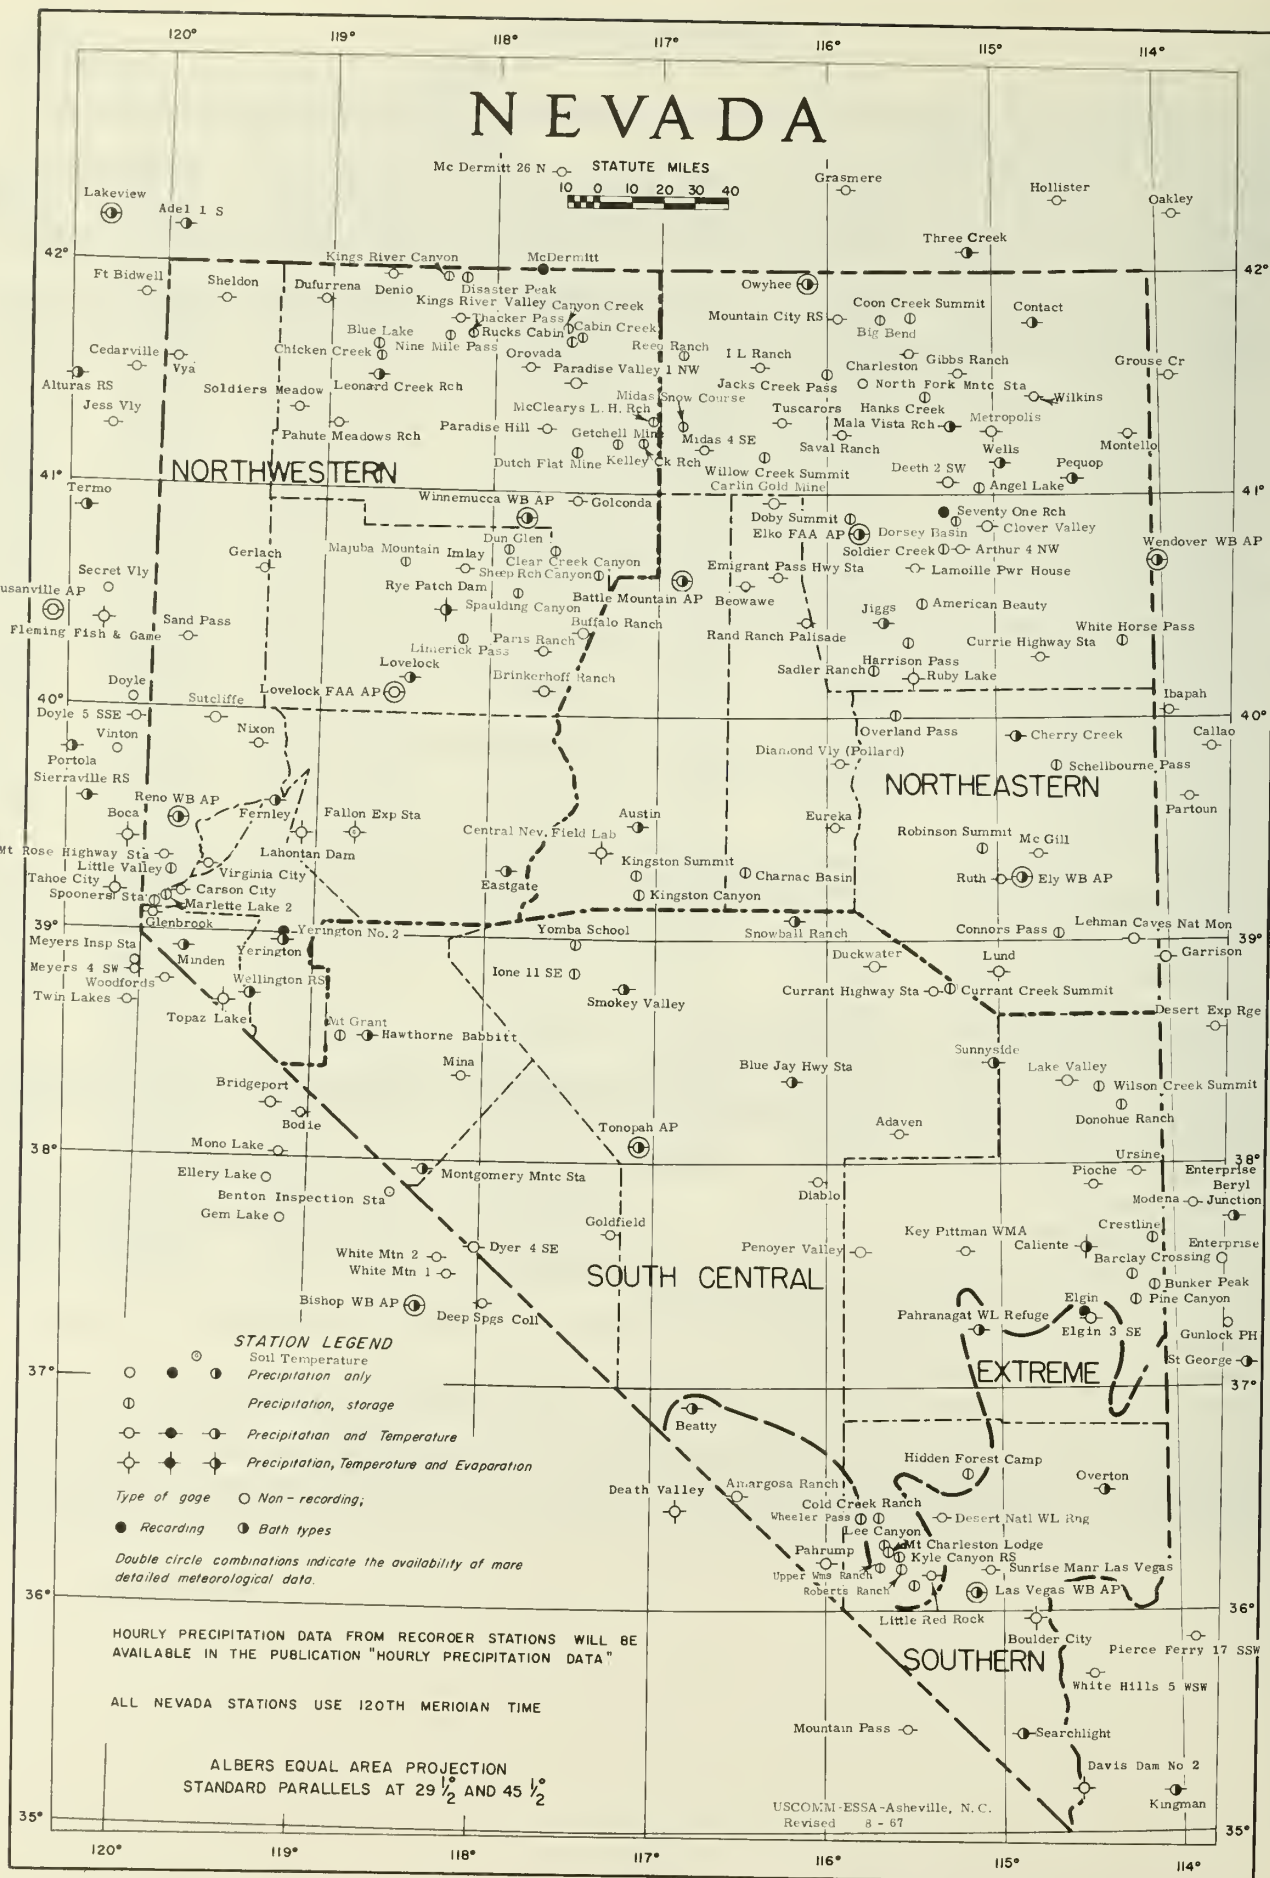 120° 119° 118° 117° 116° 115° 114°
NEVADA
Mc Dermitt 26 N
STATUTE MILES
10 0 10 20 30 40
Grasmere
Hollister
Oakley
Lakeview
Adel 1 S
Three Creek
42°
42°
Kings River Canyon
McDermitt
Ft Bidwell
Sheldon
Dufurrena
Denio
Disaster Peak
Owyhee
Kings River Valley
Canyon Creek
Coon Creek Summit
Contact
Thacker Pass
Mountain City RS
Big Bend
Blue Lake
Rucks Cabin
Cabin Creek
Nine Mile Pass
Cedarville
Vya
Chicken Creek
Orovada
Reed Ranch
I L Ranch
Charleston
Gibbs Ranch
Grouse Cr
Alturas RS
Soldiers Meadow
Leonard Creek Rch
Paradise Valley 1 NW
Jacks Creek Pass
North Fork Mntc Sta
Wilkins
Jess Vly
Midas Snow Course
McClearys L. H. Rch
Tuscarora
Hanks Creek
Metropolis
Mala Vista Rch
Pahute Meadows Rch
Paradise Hill
Getchell Mine
Midas 4 SE
Saval Ranch
Wells
Montello
NORTHWESTERN
Dutch Flat Mine
Kelley Ck Rch
Willow Creek Summit
Deeth 2 SW
Pequop
41°
41°
Termo
Carlin Gold Mine
Angel Lake
Winnemucca WB AP
Golconda
Doby Summit
Seventy One Rch
Elko FAA AP
Dorsey Basin
Clover Valley
Wendover WB AP
Gerlach
Majuba Mountain
Imlay
Dun Glen
Clear Creek Canyon
Soldier Creek
Arthur 4 NW
Secret Vly
Sheep Rch Canyon
Emigrant Pass Hwy Sta
Lamoille Pwr House
usanville AP
Rye Patch Dam
Battle Mountain AP
Beowawe
Spaulding Canyon
Jiggs
American Beauty
Fleming Fish & Game
Sand Pass
Buffalo Ranch
Rand Ranch Palisade
White Horse Pass
Paris Ranch
Currie Highway Sta
Limerick Pass
Harrison Pass
Lovelock
Sadler Ranch
Ruby Lake
Doyle
Lovelock FAA AP
Brinkerhoff Ranch
Ibapah
40°
40°
Doyle 5 SSE
Sutcliffe
Overland Pass
Vinton
Nixon
Cherry Creek
Callao
Portola
Diamond Vly (Pollard)
Schellbourne Pass
Sierraville RS
NORTHEASTERN
Partoun
Reno WB AP
Fernley
Fallon Exp Sta
Austin
Eureka
Boca
Central Nev. Field Lab
Robinson Summit
Mc Gill
Mt Rose Highway Sta
Lahontan Dam
Little Valley
Virginia City
Kingston Summit
Tahoe City
Carson City
Eastgate
Charnac Basin
Ruth
Ely WB AP
Spooners Sta
Marlette Lake 2
Kingston Canyon
Glenbrook
39°
39°
Yerington No. 2
Yomba School
Snowball Ranch
Connors Pass
Lehman Caves Nat Mon
Meyers Insp Sta
Minden
Yerington
Garrison
Meyers 4 SW
Woodfords
Wellington RS
Ione 11 SE
Duckwater
Lund
Twin Lakes
Smokey Valley
Currant Highway Sta
Currant Creek Summit
Topaz Lake
Mt Grant
Hawthorne Babbitt
Desert Exp Rge
Sunnyside
Mina
Blue Jay Hwy Sta
Lake Valley
Bridgeport
Wilson Creek Summit
Bodie
Donohue Ranch
Tonopah AP
Adaven
38°
38°
Mono Lake
Ursine
Ellery Lake
Montgomery Mntc Sta
Pioche
Enterprise
Beryl
Benton Inspection Sta
Diablo
Modena
Junction
Gem Lake
Goldfield
Crestline
Key Pittman WMA
White Mtn 2
Dyer 4 SE
Penoyer Valley
Caliente
Enterprise
Barclay Crossing
White Mtn 1
SOUTH CENTRAL
Bunker Peak
Bishop WB AP
Deep Spgs Coll
Elgin
Pine Canyon
Pahranagat WL Refuge
Elgin 3 SE
Gunlock PH
STATION LEGEND
Soil Temperature
37°
37°
Precipitation only
EXTREME
St George
Precipitation, storage
Beatty
Precipitation and Temperature
Hidden Forest Camp
Precipitation, Temperature and Evaporation
Overton
Type of gage Non-recording;
Death Valley
Amargosa Ranch
Cold Creek Ranch
Recording Both types
Wheeler Pass
Desert Natl WL Rng
Lee Canyon
Mt Charleston Lodge
Double circle combinations indicate the availability of more
detailed meteorological data.
Pahrump
Kyle Canyon RS
Upper Wms Ranch
Sunrise Manr Las Vegas
Roberts Ranch
Las Vegas WB AP
36°
36°
Little Red Rock
Boulder City
HOURLY PRECIPITATION DATA FROM RECORDER STATIONS WILL BE
AVAILABLE IN THE PUBLICATION "HOURLY PRECIPITATION DATA"
Pierce Ferry 17 SSW
SOUTHERN
White Hills 5 WSW
ALL NEVADA STATIONS USE 120TH MERIDIAN TIME
Mountain Pass
Searchlight
ALBERS EQUAL AREA PROJECTION
STANDARD PARALLELS AT 29 1/2° AND 45 1/2°
Davis Dam No 2
Kingman
USCOMM-ESSA-Asheville, N. C.
Revised 8 - 67
35°
35°
120° 119° 118° 117° 116° 115° 114°